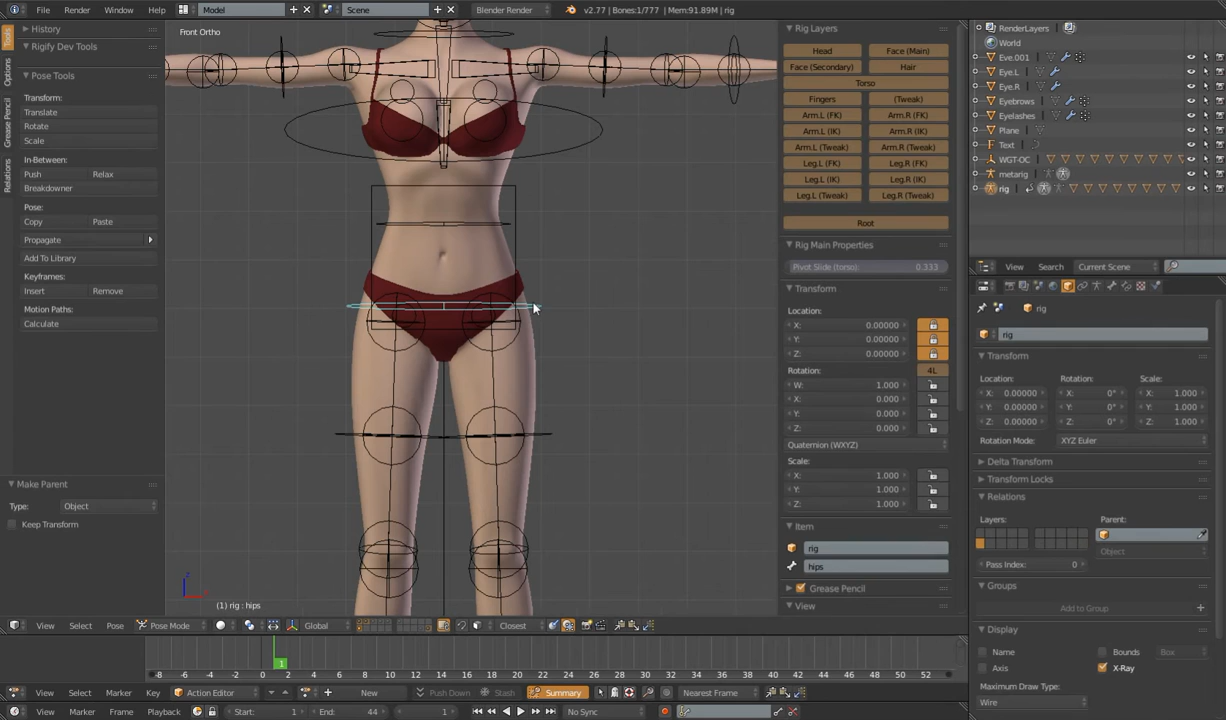 File Render Window Help Model Scene Blender Render v2.77 | Bones:1/777 | Mem:91.89M | rig
Tools
Options
Grease Pencil
Relations
History
Rigify Dev Tools
Pose Tools
Transform:
Translate
Rotate
Scale
In-Between:
Push Relax
Breakdowner
Pose:
Copy Paste
Propagate
Add To Library
Keyframes:
Insert Remove
Motion Paths:
Calculate
Make Parent
Type: Object
Keep Transform
Front Ortho
(1) rig : hips
Rig Layers
Head Face (Main)
Face (Secondary) Hair
Torso
Fingers (Tweak)
Arm.L (FK) Arm.R (FK)
Arm.L (IK) Arm.R (IK)
Arm.L (Tweak) Arm.R (Tweak)
Leg.L (FK) Leg.R (FK)
Leg.L (IK) Leg.R (IK)
Leg.L (Tweak) Leg.R (Tweak)
Root
Rig Main Properties
Pivot Slide (torso): 0.333
Transform
Location:
X: 0.00000
Y: 0.00000
Z: 0.00000
Rotation: 4L
W: 1.000
X: 0.000
Y: 0.000
Z: 0.000
Quaternion (WXYZ)
Scale:
X: 1.000
Y: 1.000
Z: 1.000
Item
rig
hips
Grease Pencil
View
RenderLayers
World
Eve.001
Eye.L
Eye.R
Eyebrows
Eyelashes
Plane
Text
WGT-OC
metarig
rig
View Search Current Scene
rig
rig
Transform
Location: Rotation: Scale:
X: 0.00000 X: 0° X: 1.000
Y: 0.00000 Y: 0° Y: 1.000
Z: 0.00000 Z: 0° Z: 1.000
Rotation Mode: XYZ Euler
Delta Transform
Transform Locks
Relations
Layers: Parent:
Object
Pass Index: 0
Groups
Add to Group
Display
Name Bounds Box
Axis X-Ray
Maximum Draw Type:
Wire
View Select Pose Pose Mode Global Closest
1
-8 -6 -4 -2 0 2 4 6 8 10 12 14 16 18 20 22 24 26 28 30 32 34 36 38 40 42 44 46 48 50 52
View Select Marker Key Action Editor New Push Down Stash Summary Nearest Frame
View Marker Frame Playback Start: 1 End: 44 1 No Sync